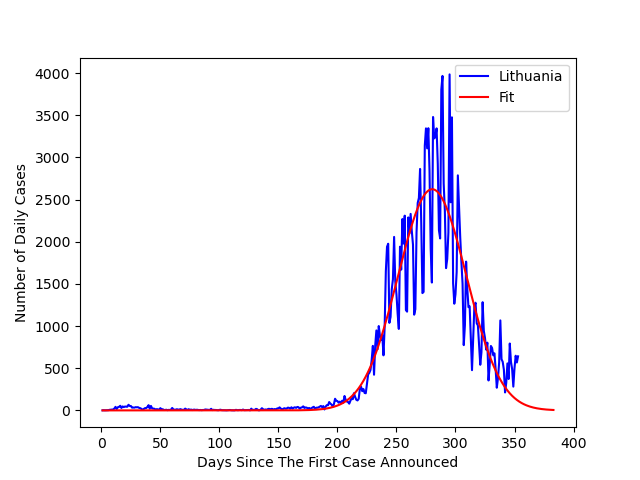 Lithuania
Fit
Number of Daily Cases
4000
3500
3000
2500
2000
1500
1000
500
0
0 50 100 150 200 250 300 350 400
Days Since The First Case Announced